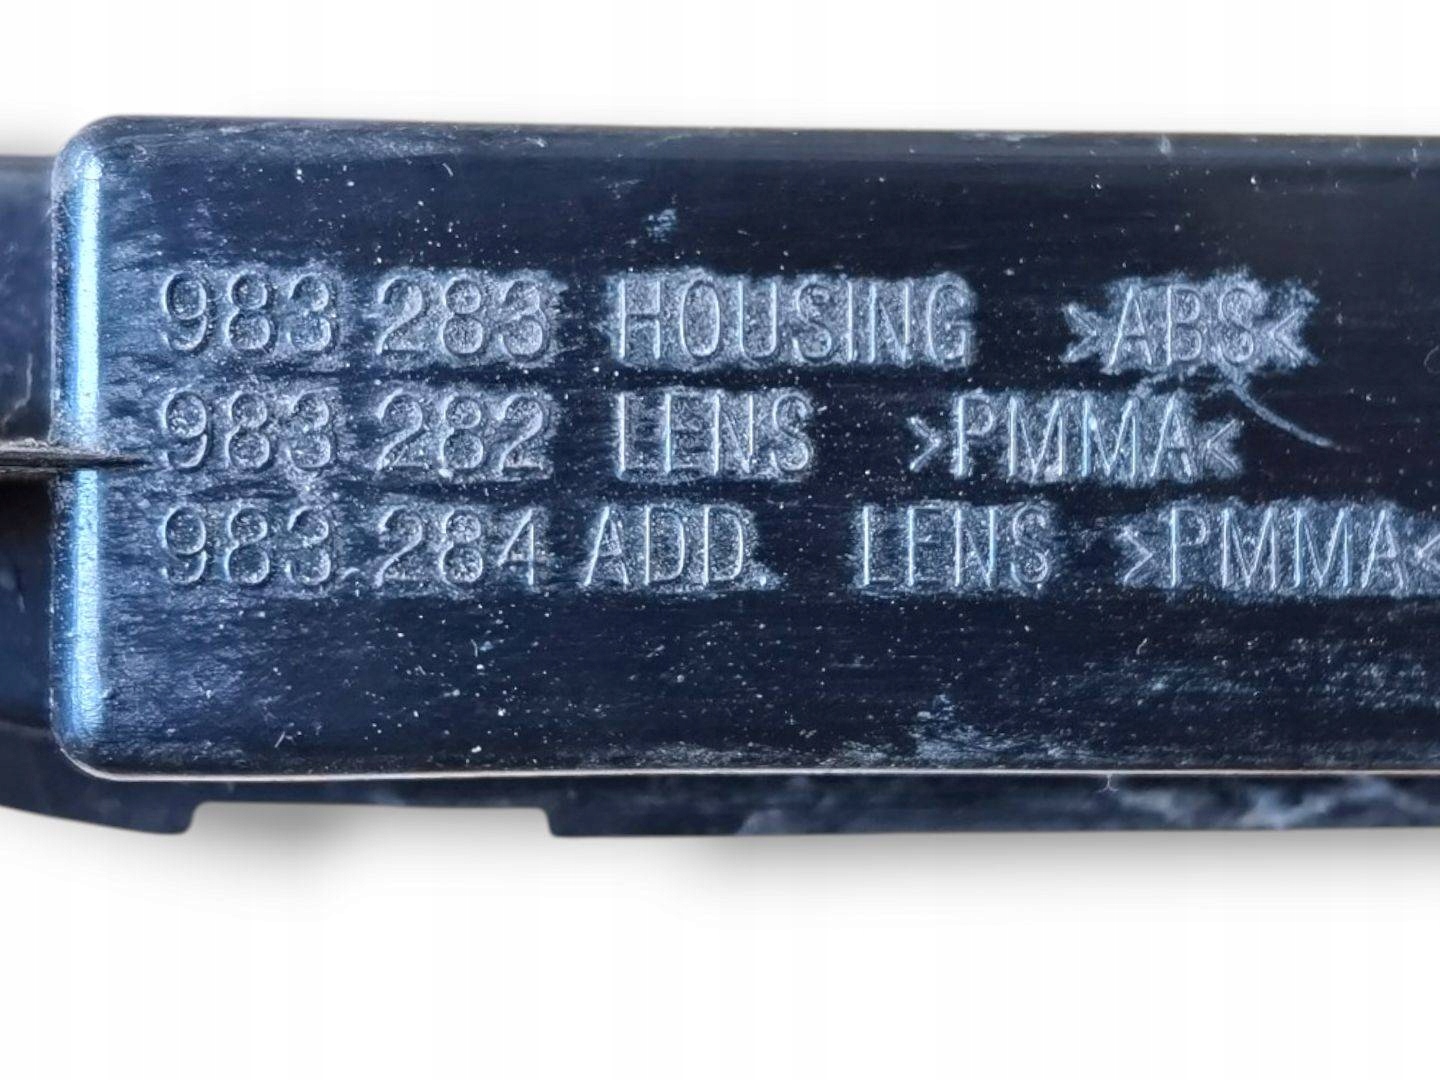 983 283 HOUSING >ABS<
983 282 LENS >PMMA<
983 284 ADD. LENS >PMMA<